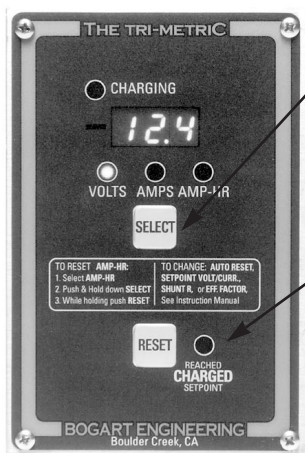 THE TRI-METRIC
CHARGING
12.4
VOLTS AMPS AMP-HR
SELECT
TO RESET AMP-HR:
1. Select AMP-HR
2. Push & Hold down SELECT
3. While holding push RESET
TO CHANGE: AUTO RESET,
SETPOINT VOLT/CURR.,
SHUNT R, or EFF. FACTOR,
See Instruction Manual
RESET
REACHED
CHARGED
SETPOINT
BOGART ENGINEERING
Boulder Creek, CA